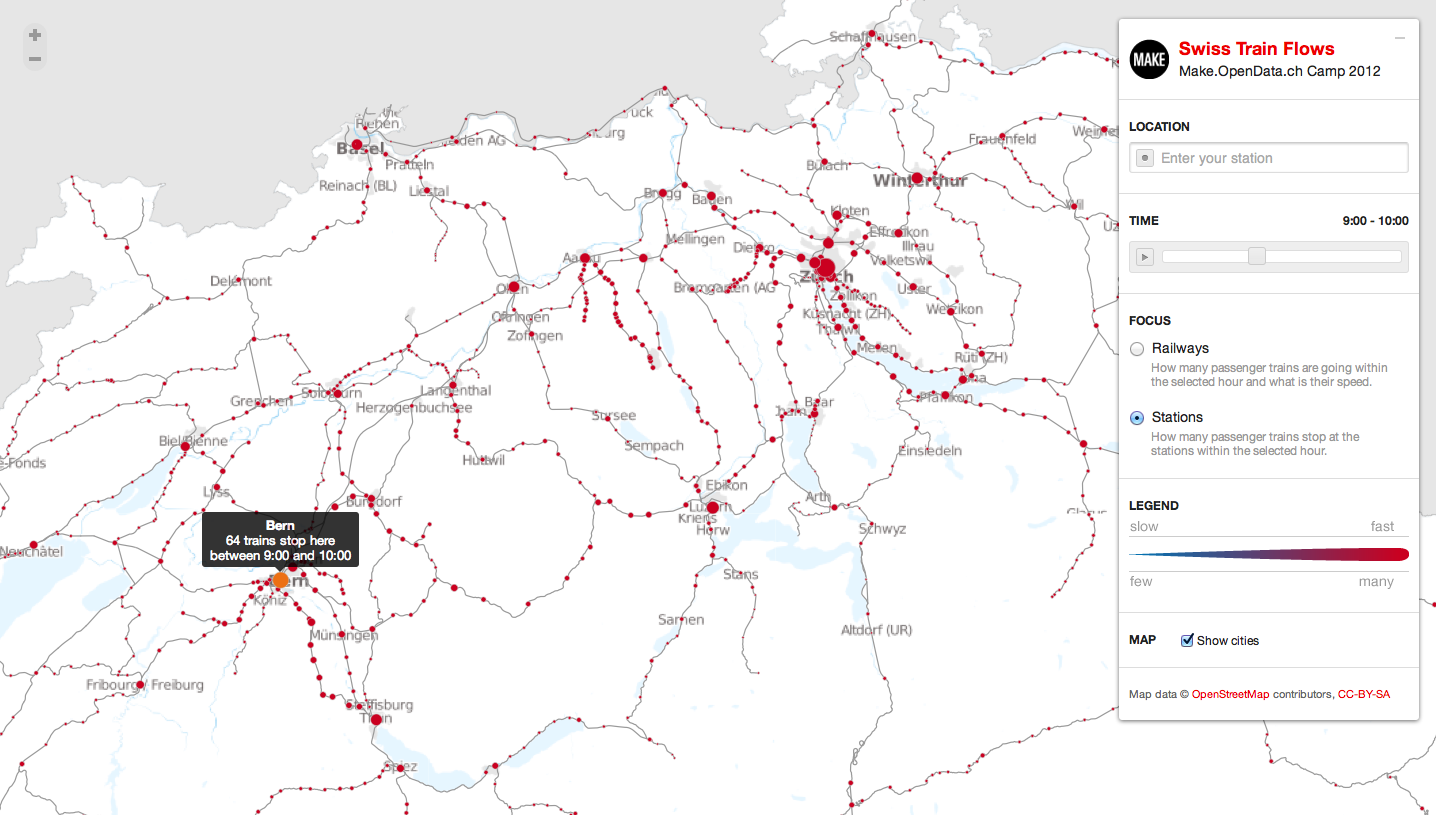 Schaffhausen
Riehen
Basel
Pratteln
Reinach (BL)
Liestal
den AG
uck
Brugg
Baden
Bülach
Winterthur
Frauenfeld
Wil
Kloten
Effretikon
Illnau
Volketswil
Mellingen
Aarau
Zürich
Bremgarten (AG
Zollikon
Küsnacht (ZH)
Thalwil
Uster
Wetzikon
Meilen
Rüti (ZH)
Pfäffikon
Delémont
Olten
Oftringen
Zofingen
Langenthal
Herzogenbuchsee
Solothurn
Grenchen
Biel/Bienne
e-Fonds
Lyss
Sursee
Sempach
Huttwil
Baar
Einsiedeln
Ebikon
Luzern
Kriens
Horw
Arth
Schwyz
Burgdorf
Bern
64 trains stop here
between 9:00 and 10:00
Bern
Köniz
Neuchâtel
Münsingen
Stans
Sarnen
Altdorf (UR)
Fribourg / Freiburg
Steffisburg
Thun
Spiez
MAKE
Swiss Train Flows
Make.OpenData.ch Camp 2012
LOCATION
Enter your station
TIME 9:00 - 10:00
FOCUS
Railways
How many passenger trains are going within
the selected hour and what is their speed.
Stations
How many passenger trains stop at the
stations within the selected hour.
LEGEND
slow fast
few many
MAP Show cities
Map data © OpenStreetMap contributors, CC-BY-SA